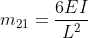 m_{21} = \frac{6EI}{L^2}